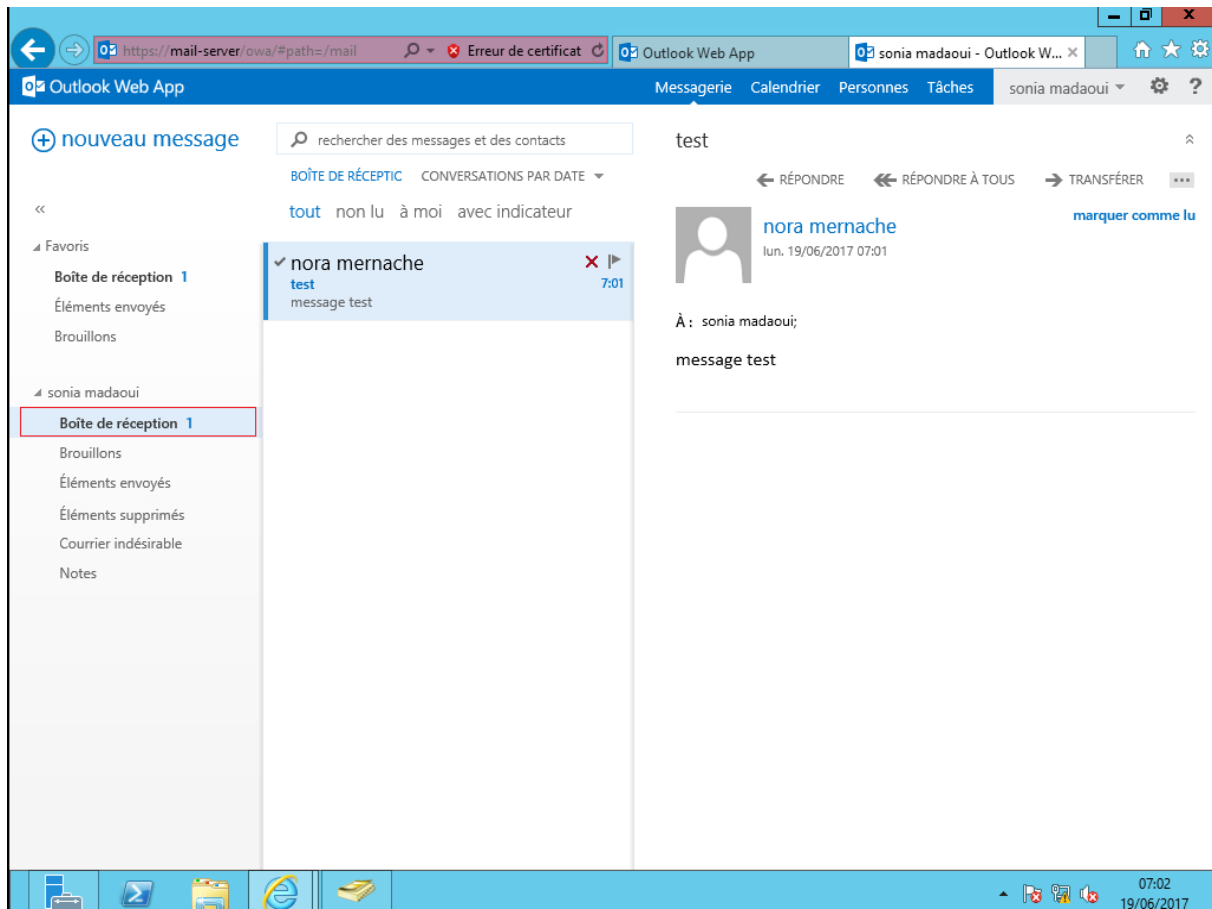 https://mail-server/owa/#path=/mail
Erreur de certificat
Outlook Web App
sonia madaoui - Outlook W...
Outlook Web App
Messagerie Calendrier Personnes Tâches sonia madaoui ?
nouveau message
rechercher des messages et des contacts
BOÎTE DE RÉCEPTIC CONVERSATIONS PAR DATE
tout non lu à moi avec indicateur
Favoris
Boîte de réception 1
Éléments envoyés
Brouillons
sonia madaoui
Boîte de réception 1
Brouillons
Éléments envoyés
Éléments supprimés
Courrier indésirable
Notes
nora mernache
test 7:01
message test
test
RÉPONDRE RÉPONDRE À TOUS TRANSFÉRER ...
marquer comme lu
nora mernache
lun. 19/06/2017 07:01
À : sonia madaoui;
message test
07:02
19/06/2017